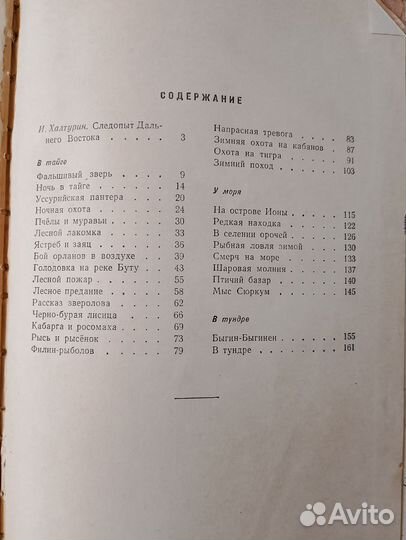 СОДЕРЖАНИЕ
И. Халтурин. Следопыт Даль-
него Востока . . . . . 3
В тайге
Фальшивый зверь . . . . 9
Ночь в тайге . . . . . 14
Уссурийская пантера . . . 20
Ночная охота . . . . . 24
Пчёлы и муравьи . . . . 30
Лесной лакомка . . . . 33
Ястреб и заяц . . . . . 36
Бой орланов в воздухе . . 39
Голодовка на реке Буту . . 43
Лесной пожар . . . . . 55
Лесное предание . . . . 58
Рассказ зверолова . . . . 62
Черно-бурая лисица . . . 66
Кабарга и росомаха . . . 69
Рысь и рысёнок . . . . 73
Филин-рыболов . . . . . 79
Напрасная тревога . . . . 83
Зимняя охота на кабанов . 87
Охота на тигра . . . . . 91
Зимний поход . . . . . 103
У моря
На острове Ионы . . . . 115
Редкая находка . . . . . 122
В селении орочей . . . . 126
Рыбная ловля зимой . . . 130
Смерч на море . . . . . 133
Шаровая молния . . . . 137
Птичий базар . . . . . 140
Мыс Сюркум . . . . . 145
В тундре
Быгин-Быгинен . . . . . 155
В тундре . . . . . . . 161
Avito